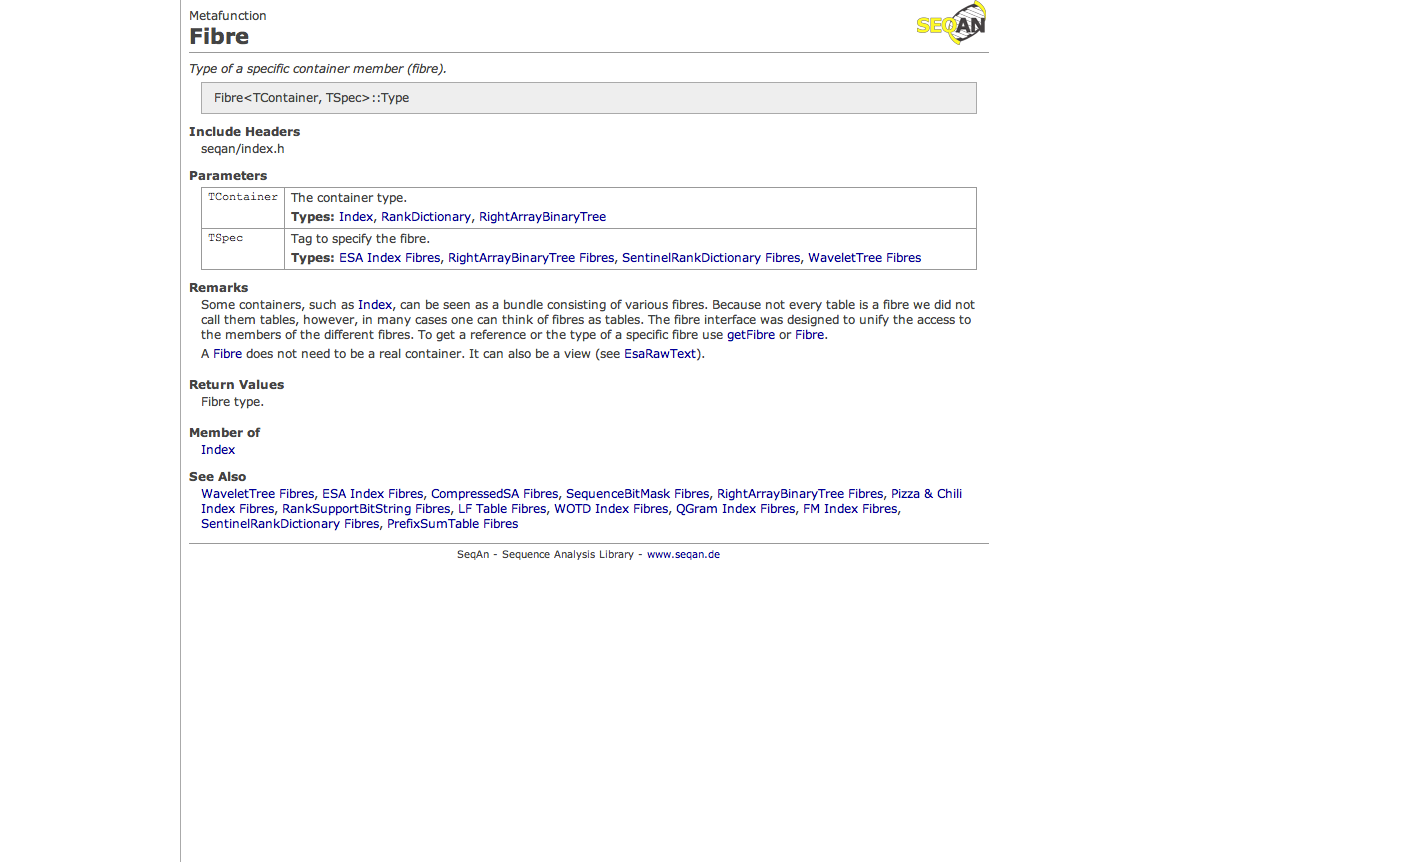 Metafunction
Fibre
SEQAN
Type of a specific container member (fibre).
Fibre<TContainer, TSpec>::Type
Include Headers
seqan/index.h
Parameters
TContainer The container type.
Types: Index, RankDictionary, RightArrayBinaryTree
TSpec Tag to specify the fibre.
Types: ESA Index Fibres, RightArrayBinaryTree Fibres, SentinelRankDictionary Fibres, WaveletTree Fibres
Remarks
Some containers, such as Index, can be seen as a bundle consisting of various fibres. Because not every table is a fibre we did not
call them tables, however, in many cases one can think of fibres as tables. The fibre interface was designed to unify the access to
the members of the different fibres. To get a reference or the type of a specific fibre use getFibre or Fibre.
A Fibre does not need to be a real container. It can also be a view (see EsaRawText).
Return Values
Fibre type.
Member of
Index
See Also
WaveletTree Fibres, ESA Index Fibres, CompressedSA Fibres, SequenceBitMask Fibres, RightArrayBinaryTree Fibres, Pizza & Chili
Index Fibres, RankSupportBitString Fibres, LF Table Fibres, WOTD Index Fibres, QGram Index Fibres, FM Index Fibres,
SentinelRankDictionary Fibres, PrefixSumTable Fibres
SeqAn - Sequence Analysis Library - www.seqan.de